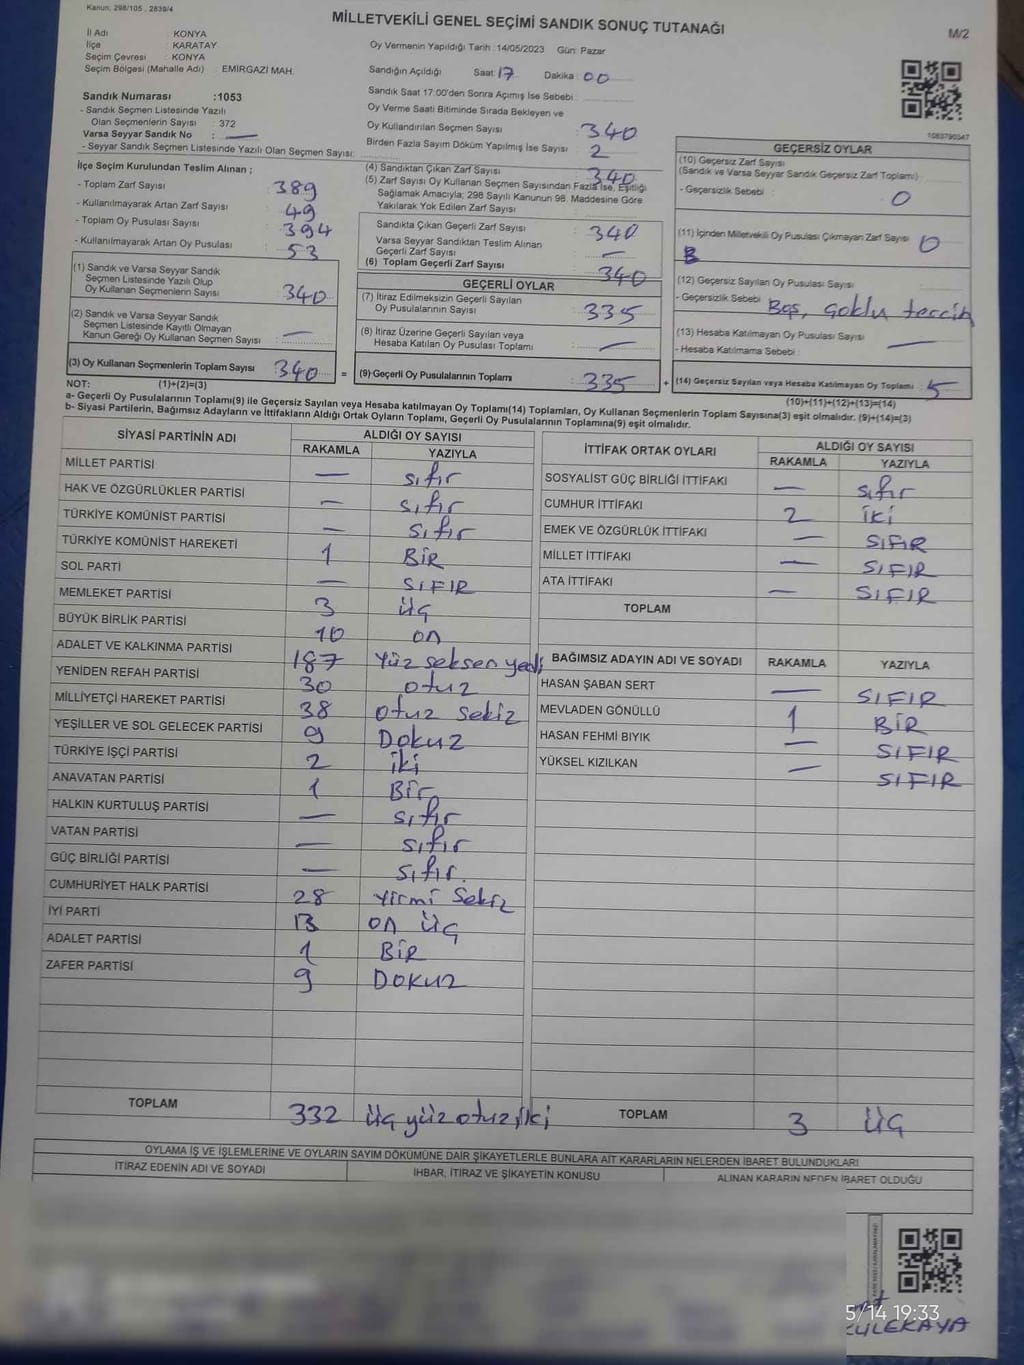 Kanun: 298/105 , 2839/4
MİLLETVEKİLİ GENEL SEÇİMİ SANDIK SONUÇ TUTANAĞI
M/2
İl Adı : KONYA
İlçe : KARATAY
Seçim Çevresi : KONYA
Seçim Bölgesi (Mahalle Adı) : EMİRGAZİ MAH.
Sandık Numarası :1053
- Sandık Seçmen Listesinde Yazılı
Olan Seçmenlerin Sayısı : 372
Varsa Seyyar Sandık No : —
- Seyyar Sandık Seçmen Listesinde Yazılı Olan Seçmen Sayısı:
Oy Vermenin Yapıldığı Tarih :14/05/2023 Gün: Pazar
Sandığın Açıldığı Saat: 17 Dakika : 00
Sandık Saat 17:00'den Sonra Açımış İse Sebebi :
Oy Verme Saati Bitiminde Sırada Bekleyen ve
Oy Kullandırılan Seçmen Sayısı : 340
Birden Fazla Sayım Döküm Yapılmış İse Sayısı : 2
1083790347
İlçe Seçim Kurulundan Teslim Alınan ;
- Toplam Zarf Sayısı : 389
- Kullanılmayarak Artan Zarf Sayısı : 49
- Toplam Oy Pusulası Sayısı : 394
- Kullanılmayarak Artan Oy Pusulası : 53
(1) Sandık ve Varsa Seyyar Sandık
Seçmen Listesinde Yazılı Olup
Oy Kullanan Seçmenlerin Sayısı : 340
(2) Sandık ve Varsa Seyyar Sandık
Seçmen Listesinde Kayıtlı Olmayan
Kanun Gereği Oy Kullanan Seçmen Sayısı : —
(3) Oy Kullanan Seçmenlerin Toplam Sayısı : 340 =
(4) Sandıktan Çıkan Zarf Sayısı : 340
(5) Zarf Sayısı Oy Kullanan Seçmen Sayısından Fazla İse, Eşitliği
Sağlamak Amacıyla; 298 Sayılı Kanunun 98. Maddesine Göre
Yakılarak Yok Edilen Zarf Sayısı :
Sandıkta Çıkan Geçerli Zarf Sayısı : 340
Varsa Seyyar Sandıktan Teslim Alınan
Geçerli Zarf Sayısı : —
(6) Toplam Geçerli Zarf Sayısı : 340
GEÇERLİ OYLAR
(7) İtiraz Edilmeksizin Geçerli Sayılan
Oy Pusulalarının Sayısı : 335
(8) İtiraz Üzerine Geçerli Sayılan veya
Hesaba Katılan Oy Pusulası Toplamı : —
(9) Geçerli Oy Pusulalarının Toplamı : 335 +
GEÇERSİZ OYLAR
(10) Geçersiz Zarf Sayısı
(Sandık ve Varsa Seyyar Sandık Geçersiz Zarf Toplamı)
- Geçersizlik Sebebi : 0
(11) İçinden Milletvekili Oy Pusulası Çıkmayan Zarf Sayısı : 0
(12) Geçersiz Sayılan Oy Pusulası Sayısı :
- Geçersizlik Sebebi : Boş, çoklu tercih
(13) Hesaba Katılmayan Oy Pusulası Sayısı : —
- Hesaba Katılmama Sebebi :
(14) Geçersiz Sayılan veya Hesaba Katılmayan Oy Toplamı : 5
NOT: (1)+(2)=(3)
(10)+(11)+(12)+(13)=(14)
a- Geçerli Oy Pusulalarının Toplamı(9) ile Geçersiz Sayılan veya Hesaba Katılmayan Oy Toplamı(14) Toplamları, Oy Kullanan Seçmenlerin Toplam Sayısına(3) eşit olmalıdır. (9)+(14)=(3)
b- Siyasi Partilerin, Bağımsız Adayların ve İttifakların Aldığı Ortak Oyların Toplamı, Geçerli Oy Pusulalarının Toplamına(9) eşit olmalıdır.
SİYASİ PARTİNİN ADI ALDIĞI OY SAYISI
RAKAMLA YAZIYLA
MİLLET PARTİSİ — sıfır
HAK VE ÖZGÜRLÜKLER PARTİSİ — sıfır
TÜRKİYE KOMÜNİST PARTİSİ — sıfır
TÜRKİYE KOMÜNİST HAREKETİ 1 BİR
SOL PARTİ — SIFIR
MEMLEKET PARTİSİ 3 üç
BÜYÜK BİRLİK PARTİSİ 10 on
ADALET VE KALKINMA PARTİSİ 187 Yüz seksen yedi
YENİDEN REFAH PARTİSİ 30 otuz
MİLLİYETÇİ HAREKET PARTİSİ 38 otuz sekiz
YEŞİLLER VE SOL GELECEK PARTİSİ 9 Dokuz
TÜRKİYE İŞÇİ PARTİSİ 2 iki
ANAVATAN PARTİSİ 1 Bir
HALKIN KURTULUŞ PARTİSİ — sıfır
VATAN PARTİSİ — sıfır
GÜÇ BİRLİĞİ PARTİSİ — sıfır.
CUMHURİYET HALK PARTİSİ 28 Yirmi Sekiz
İYİ PARTİ 13 on üç
ADALET PARTİSİ 1 BİR
ZAFER PARTİSİ 9 DOKUZ
TOPLAM 332 üç yüz otuz iki
İTTİFAK ORTAK OYLARI ALDIĞI OY SAYISI
RAKAMLA YAZIYLA
SOSYALİST GÜÇ BİRLİĞİ İTTİFAKI — sıfır
CUMHUR İTTİFAKI 2 iki
EMEK VE ÖZGÜRLÜK İTTİFAKI — SIFIR
MİLLET İTTİFAKI — SIFIR
ATA İTTİFAKI — SIFIR
TOPLAM
BAĞIMSIZ ADAYIN ADI VE SOYADI RAKAMLA YAZIYLA
HASAN ŞABAN SERT — SIFIR
MEVLADEN GÖNÜLLÜ 1 BİR
HASAN FEHMI BIYIK — SIFIR
YÜKSEL KIZILKAN — SIFIR
TOPLAM 3 üç
OYLAMA İŞ VE İŞLEMLERİNE VE OYLARIN SAYIM DÖKÜMÜNE DAİR ŞİKAYETLERLE BUNLARA AİT KARARLARIN NELERDEN İBARET BULUNDUKLARI
İTİRAZ EDENİN ADI VE SOYADI İHBAR, İTİRAZ VE ŞİKAYETİN KONUSU ALINAN KARARIN NEDEN İBARET OLDUĞU
5/14 19:33
KÜLEKAYA